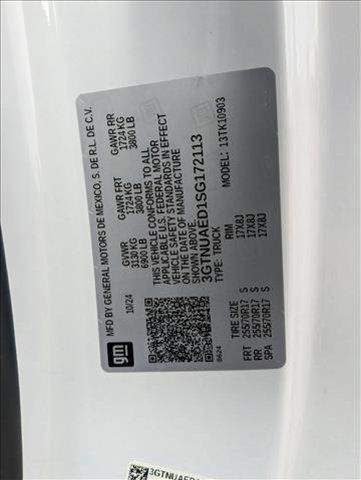 MFD BY GENERAL MOTORS DE MEXICO, S. DE R.L. DE C.V.
10/24 GVWR GAWR FRT GAWR RR
3130 KG 1724 KG 1724 KG
6900 LB 3800 LB 3800 LB
THIS VEHICLE CONFORMS TO ALL
APPLICABLE U.S. FEDERAL MOTOR
VEHICLE SAFETY STANDARDS IN EFFECT
ON THE DATE OF MANUFACTURE
SHOWN ABOVE.
3GTNUAED1SG172113
TYPE: TRUCK MODEL: 13TK10903
gm
8624
TIRE SIZE RIM
FRT 255/70R17 S 17X8J
RR 255/70R17 S 17X8J
SPA 255/70R17 S 17X8J